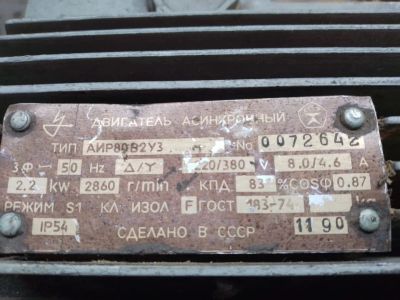 ДВИГАТЕЛЬ АСИНХРОННЫЙ
ТИП АИР80В2У3 № 0072642
3Ф 50 Hz Δ/Y 220/380 V 8.0/4.6 A
2.2 kw 2860 r/min КПД 83 % COSφ 0.87
РЕЖИМ S1 КЛ ИЗОЛ F ГОСТ 183-74 kg
IP54 СДЕЛАНО В СССР 11 90